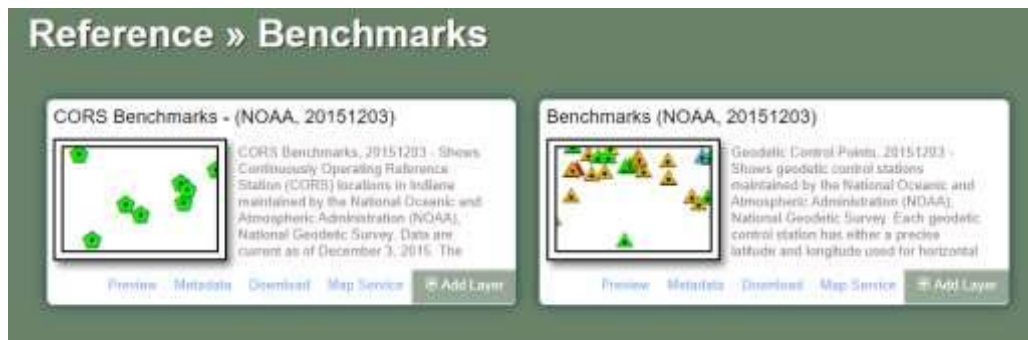 Reference » Benchmarks
CORS Benchmarks - (NOAA, 20151203)
CORS Benchmarks, 20151203 - Shows
Continuously Operating Reference
Station (CORS) locations in Indiana
maintained by the National Oceanic and
Atmospheric Administration (NOAA),
National Geodetic Survey. Data are
current as of December 3, 2015. The
Preview Metadata Download Map Service Add Layer
Benchmarks (NOAA, 20151203)
Geodetic Control Points, 20151203 -
Shows geodetic control stations
maintained by the National Oceanic and
Atmospheric Administration (NOAA),
National Geodetic Survey. Each geodetic
control station has either a precise
latitude and longitude used for horizontal
Preview Metadata Download Map Service Add Layer